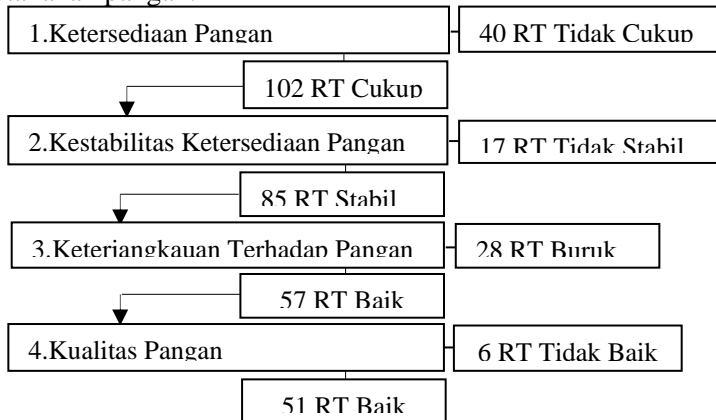 1.Ketersediaan Pangan
40 RT Tidak Cukup
102 RT Cukup
2.Kestabilitas Ketersediaan Pangan
17 RT Tidak Stabil
85 RT Stabil
3.Keterjangkauan Terhadap Pangan
28 RT Buruk
57 RT Baik
4.Kualitas Pangan
6 RT Tidak Baik
51 RT Baik